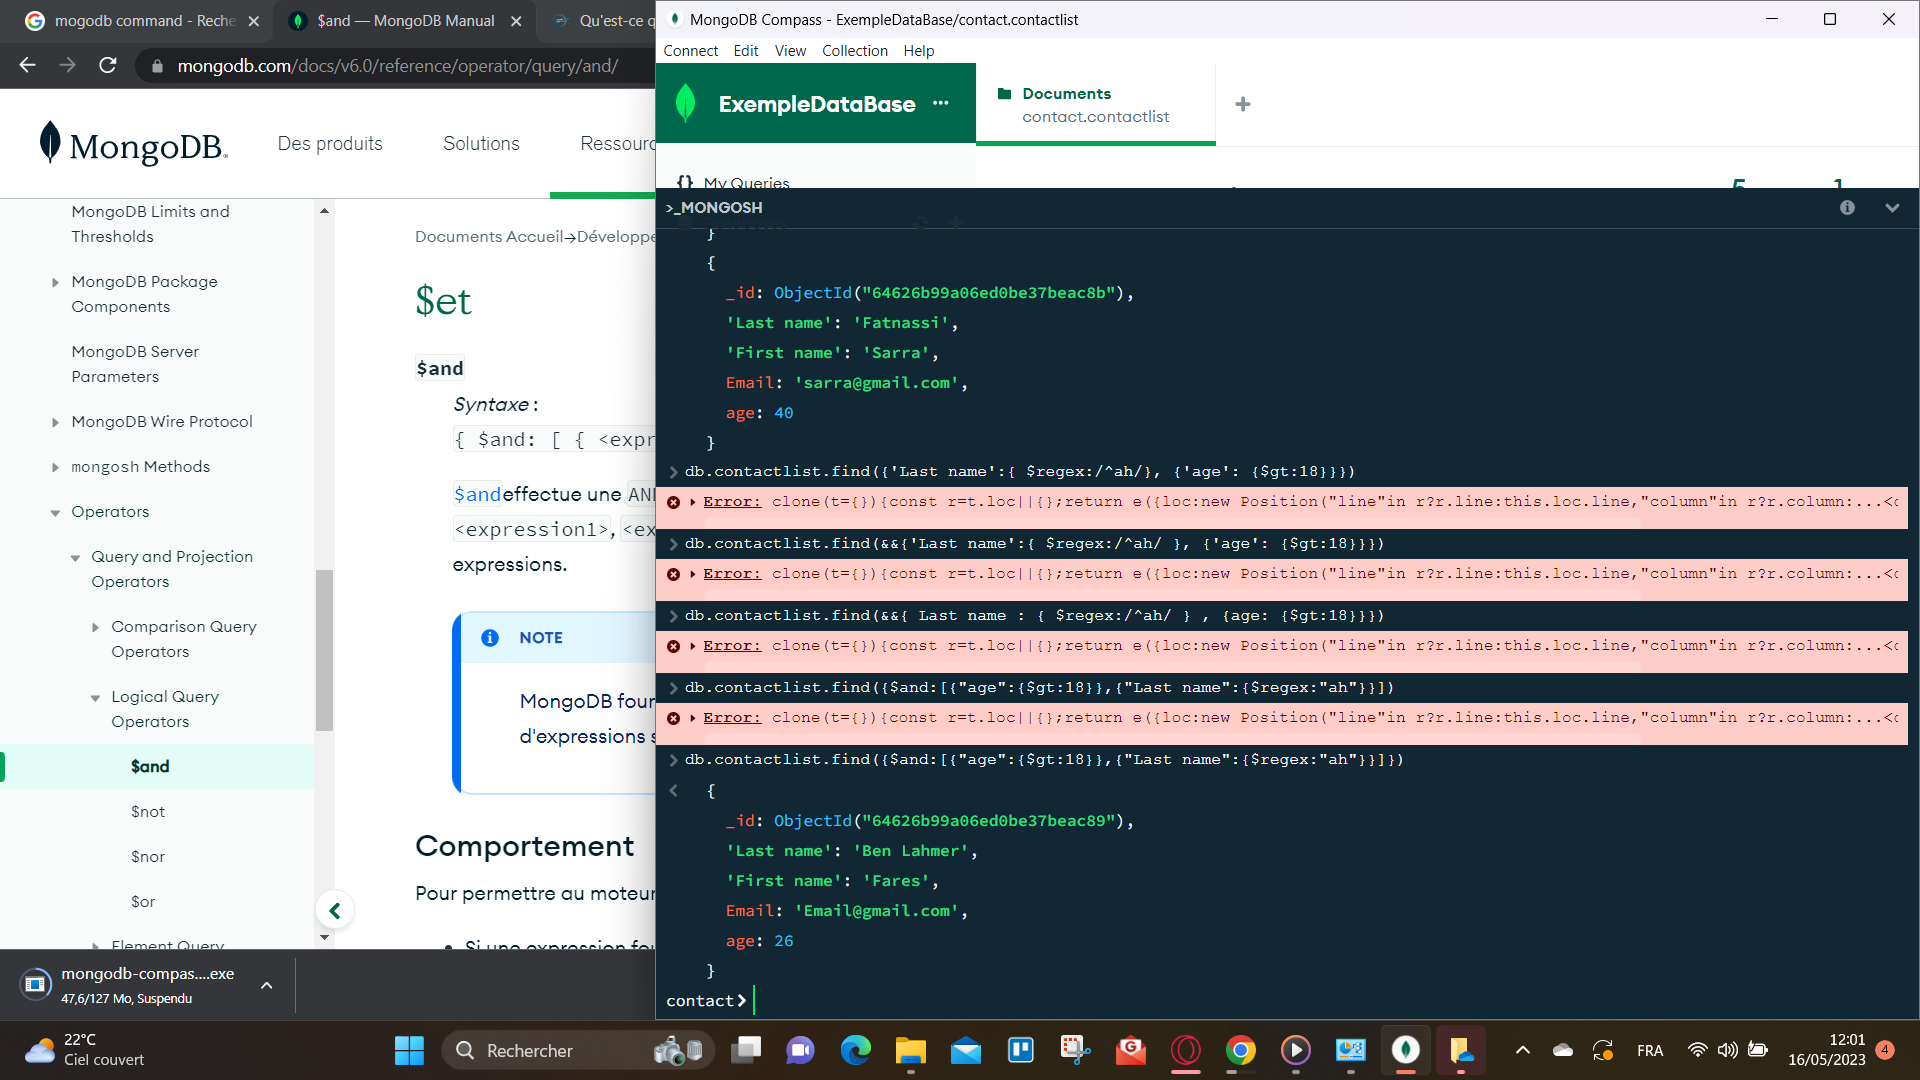 mogodb command - Reche
$and — MongoDB Manual
Qu'est-ce q
mongodb.com/docs/v6.0/reference/operator/query/and/
MongoDB.
Des produits
Solutions
Ressourc
MongoDB Limits and
Thresholds
MongoDB Package
Components
MongoDB Server
Parameters
MongoDB Wire Protocol
mongosh Methods
Operators
Query and Projection
Operators
Comparison Query
Operators
Logical Query
Operators
$and
$not
$nor
$or
Element Query
Documents Accueil→Développe
$et
$and
Syntaxe :
{ $and: [ { <expr
$andeffectue une AND
<expression1>, <ex
expressions.
NOTE
MongoDB four
d'expressions s
Comportement
Pour permettre au moteur
• Si une expression fou
mongodb-compas....exe
47,6/127 Mo, Suspendu
MongoDB Compass - ExempleDataBase/contact.contactlist
Connect Edit View Collection Help
ExempleDataBase ...
Documents
contact.contactlist
{} My Queries
5 1
>_MONGOSH
}
{
_id: ObjectId("64626b99a06ed0be37beac8b"),
'Last name': 'Fatnassi',
'First name': 'Sarra',
Email: 'sarra@gmail.com',
age: 40
}
db.contactlist.find({'Last name':{ $regex:/^ah/}, {'age': {$gt:18}}})
Error: clone(t={}){const r=t.loc||{};return e({loc:new Position("line"in r?r.line:this.loc.line,"column"in r?r.column:...<c
db.contactlist.find(&&{'Last name':{ $regex:/^ah/ }, {'age': {$gt:18}}})
Error: clone(t={}){const r=t.loc||{};return e({loc:new Position("line"in r?r.line:this.loc.line,"column"in r?r.column:...<c
db.contactlist.find(&&{ Last name : { $regex:/^ah/ } , {age: {$gt:18}}})
Error: clone(t={}){const r=t.loc||{};return e({loc:new Position("line"in r?r.line:this.loc.line,"column"in r?r.column:...<c
db.contactlist.find({$and:[{"age":{$gt:18}},{"Last name":{$regex:"ah"}}])
Error: clone(t={}){const r=t.loc||{};return e({loc:new Position("line"in r?r.line:this.loc.line,"column"in r?r.column:...<c
db.contactlist.find({$and:[{"age":{$gt:18}},{"Last name":{$regex:"ah"}}]})
{
_id: ObjectId("64626b99a06ed0be37beac89"),
'Last name': 'Ben Lahmer',
'First name': 'Fares',
Email: 'Email@gmail.com',
age: 26
}
contact>
22°C
Ciel couvert
Rechercher
FRA
12:01
16/05/2023
4